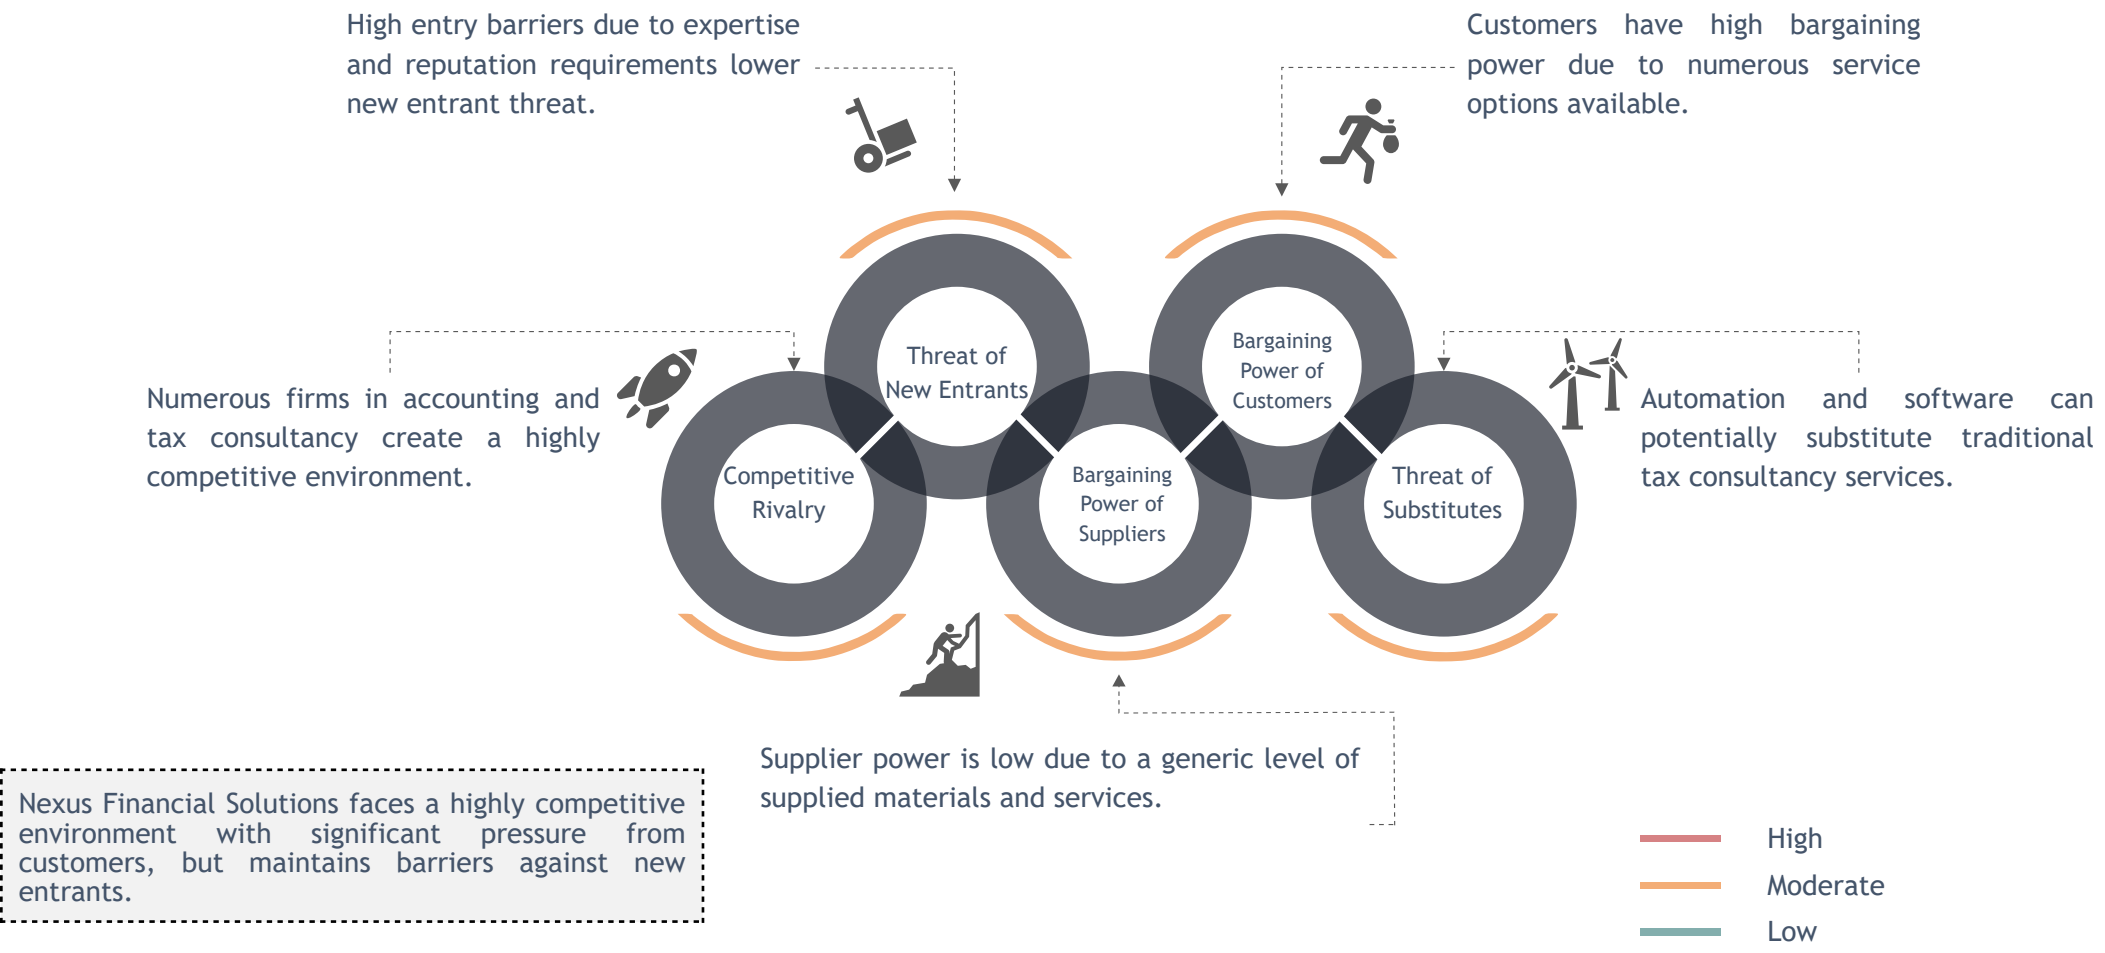 High entry barriers due to expertise
and reputation requirements lower
new entrant threat.
Customers have high bargaining
power due to numerous service
options available.
Numerous firms in accounting and
tax consultancy create a highly
competitive environment.
Threat of
New Entrants
Bargaining
Power of
Customers
Automation and software can
potentially substitute traditional
tax consultancy services.
Competitive
Rivalry
Bargaining
Power of
Suppliers
Threat of
Substitutes
Supplier power is low due to a generic level of
supplied materials and services.
Nexus Financial Solutions faces a highly competitive
environment with significant pressure from
customers, but maintains barriers against new
entrants.
High
Moderate
Low